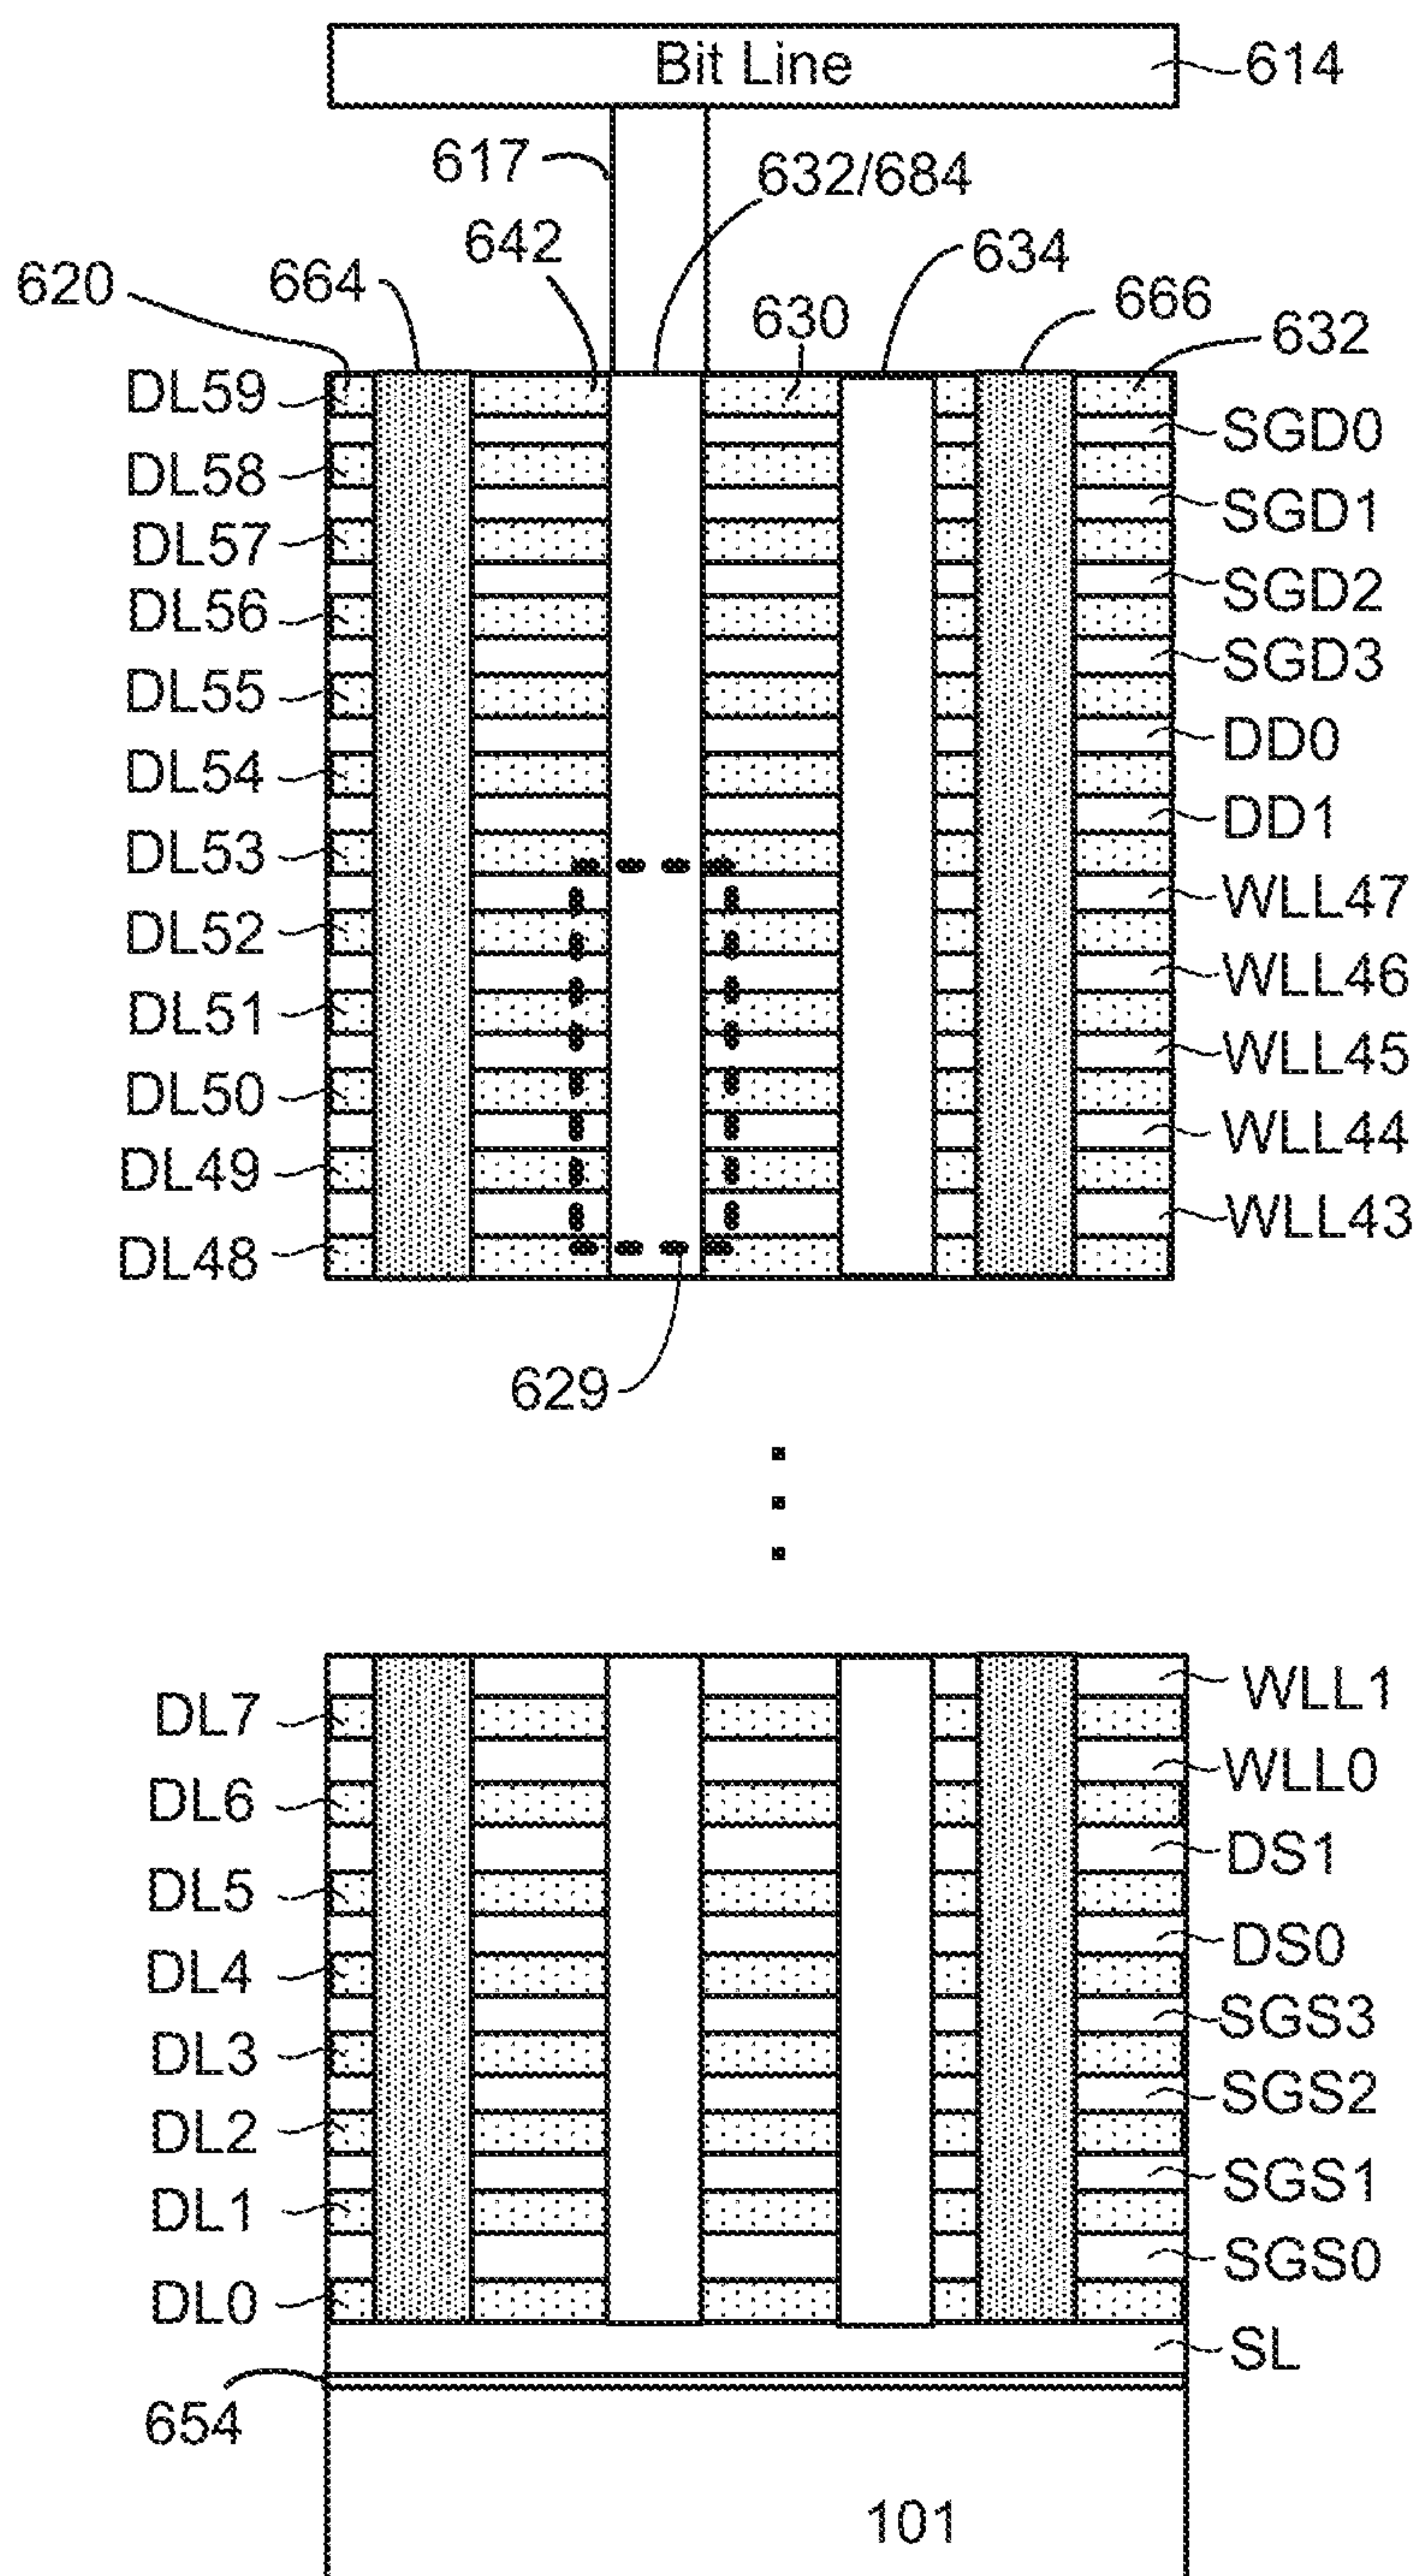 Bit Line
614
617
632/684
642
634
620
664
630
666
632
DL59
SGD0
DL58
SGD1
DL57
SGD2
DL56
SGD3
DL55
DD0
DL54
DD1
DL53
WLL47
DL52
WLL46
DL51
WLL45
DL50
WLL44
DL49
WLL43
DL48
629
WLL1
DL7
WLL0
DL6
DS1
DL5
DS0
DL4
SGS3
DL3
SGS2
DL2
SGS1
DL1
SGS0
DL0
SL
654
101